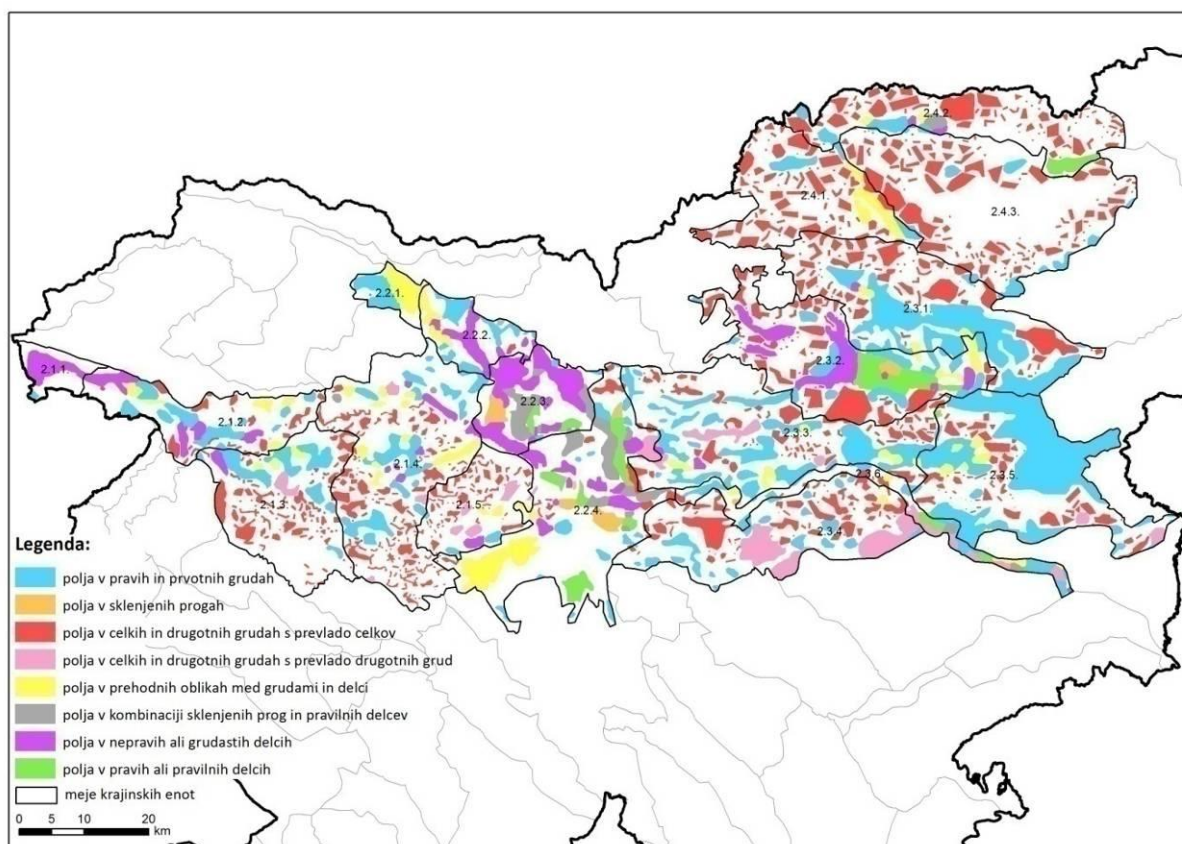 2.4.2.
2.4.1.
2.4.3.
2.2.1.
2.3.1.
2.2.2.
2.3.2.
2.1.1.
2.2.3.
2.1.2.
2.3.3.
2.1.4.
2.3.6.
2.3.5.
2.1.3.
2.1.5.
2.2.4.
2.3.4.
Legenda:
polja v pravih in prvotnih grudah
polja v sklenjenih progah
polja v celkih in drugotnih grudah s prevlado celkov
polja v celkih in drugotnih grudah s prevlado drugotnih grud
polja v prehodnih oblikah med grudami in delci
polja v kombinaciji sklenjenih prog in pravilnih delcev
polja v nepravih ali grudastih delcih
polja v pravih ali pravilnih delcih
meje krajinskih enot
0 5 10 20
km